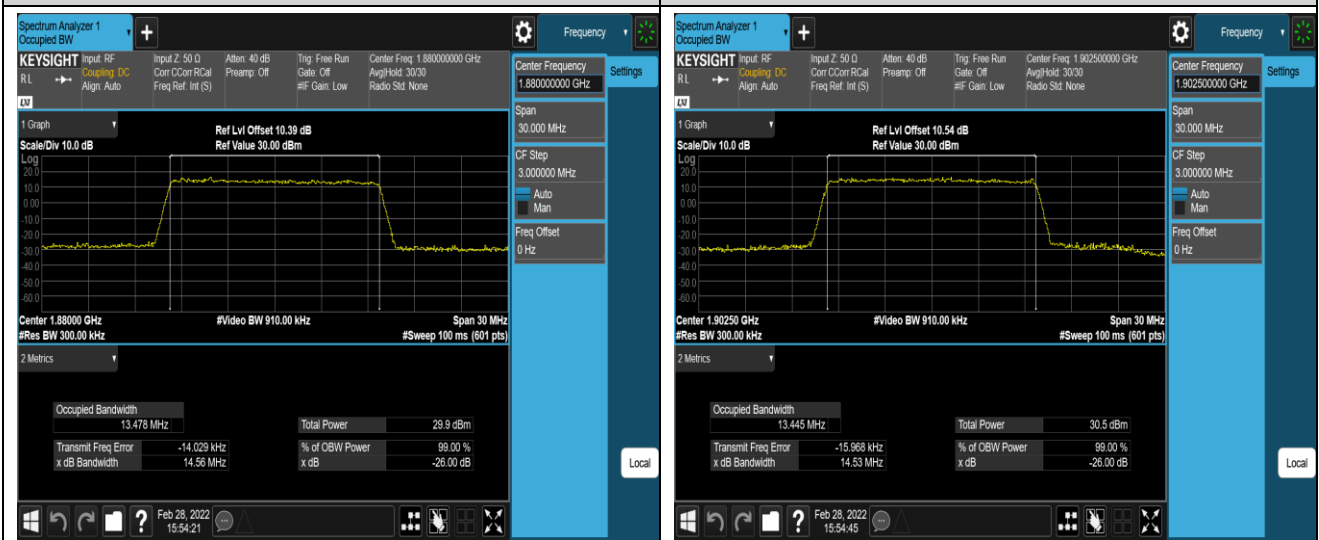 Spectrum Analyzer 1
Occupied BW
Frequency
KEYSIGHT
RL
LXI
Input: RF
Coupling: DC
Align: Auto
Input Z: 50 Ω
Corr CCorr RCal
Freq Ref: Int (S)
Atten: 40 dB
Preamp: Off
Trig: Free Run
Gate: Off
#IF Gain: Low
Center Freq: 1.880000000 GHz
Avg|Hold: 30/30
Radio Std: None
Center Frequency
1.880000000 GHz
Settings
Span
30.000 MHz
CF Step
3.000000 MHz
Auto
Man
Freq Offset
0 Hz
1 Graph
Scale/Div 10.0 dB
Ref Lvl Offset 10.39 dB
Ref Value 30.00 dBm
Log
20.0
10.0
0.00
-10.0
-20.0
-30.0
-40.0
-50.0
-60.0
Center 1.88000 GHz
#Res BW 300.00 kHz
#Video BW 910.00 kHz
Span 30 MHz
#Sweep 100 ms (601 pts)
2 Metrics
Occupied Bandwidth
13.478 MHz
Total Power 29.9 dBm
Transmit Freq Error -14.029 kHz
% of OBW Power 99.00 %
x dB Bandwidth 14.56 MHz
x dB -26.00 dB
Local
?
Feb 28, 2022
15:54:21
Spectrum Analyzer 1
Occupied BW
Frequency
KEYSIGHT
RL
LXI
Input: RF
Coupling: DC
Align: Auto
Input Z: 50 Ω
Corr CCorr RCal
Freq Ref: Int (S)
Atten: 40 dB
Preamp: Off
Trig: Free Run
Gate: Off
#IF Gain: Low
Center Freq: 1.902500000 GHz
Avg|Hold: 30/30
Radio Std: None
Center Frequency
1.902500000 GHz
Settings
Span
30.000 MHz
CF Step
3.000000 MHz
Auto
Man
Freq Offset
0 Hz
1 Graph
Scale/Div 10.0 dB
Ref Lvl Offset 10.54 dB
Ref Value 30.00 dBm
Log
20.0
10.0
0.00
-10.0
-20.0
-30.0
-40.0
-50.0
-60.0
Center 1.90250 GHz
#Res BW 300.00 kHz
#Video BW 910.00 kHz
Span 30 MHz
#Sweep 100 ms (601 pts)
2 Metrics
Occupied Bandwidth
13.445 MHz
Total Power 30.5 dBm
Transmit Freq Error -15.968 kHz
% of OBW Power 99.00 %
x dB Bandwidth 14.53 MHz
x dB -26.00 dB
Local
?
Feb 28, 2022
15:54:45